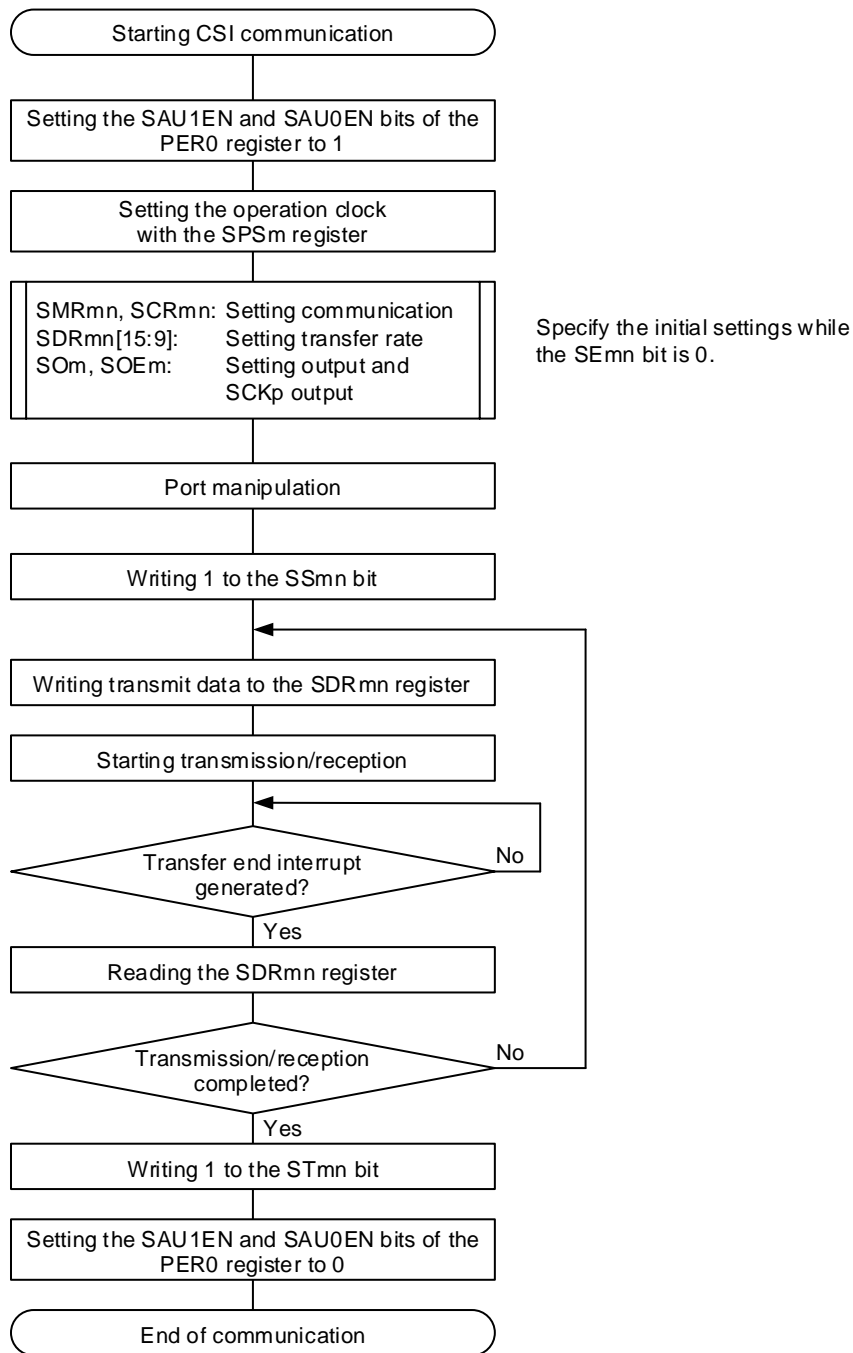 Starting CSI communication
Setting the SAU1EN and SAU0EN bits of the
PER0 register to 1
Setting the operation clock
with the SPSm register
SMRmn, SCRmn: Setting communication
SDRmn[15:9]: Setting transfer rate
SOm, SOEm: Setting output and
SCKp output
Specify the initial settings while
the SEmn bit is 0.
Port manipulation
Writing 1 to the SSmn bit
Writing transmit data to the SDRmn register
Starting transmission/reception
Transfer end interrupt
generated?
No
Yes
Reading the SDRmn register
Transmission/reception
completed?
No
Yes
Writing 1 to the STmn bit
Setting the SAU1EN and SAU0EN bits of the
PER0 register to 0
End of communication